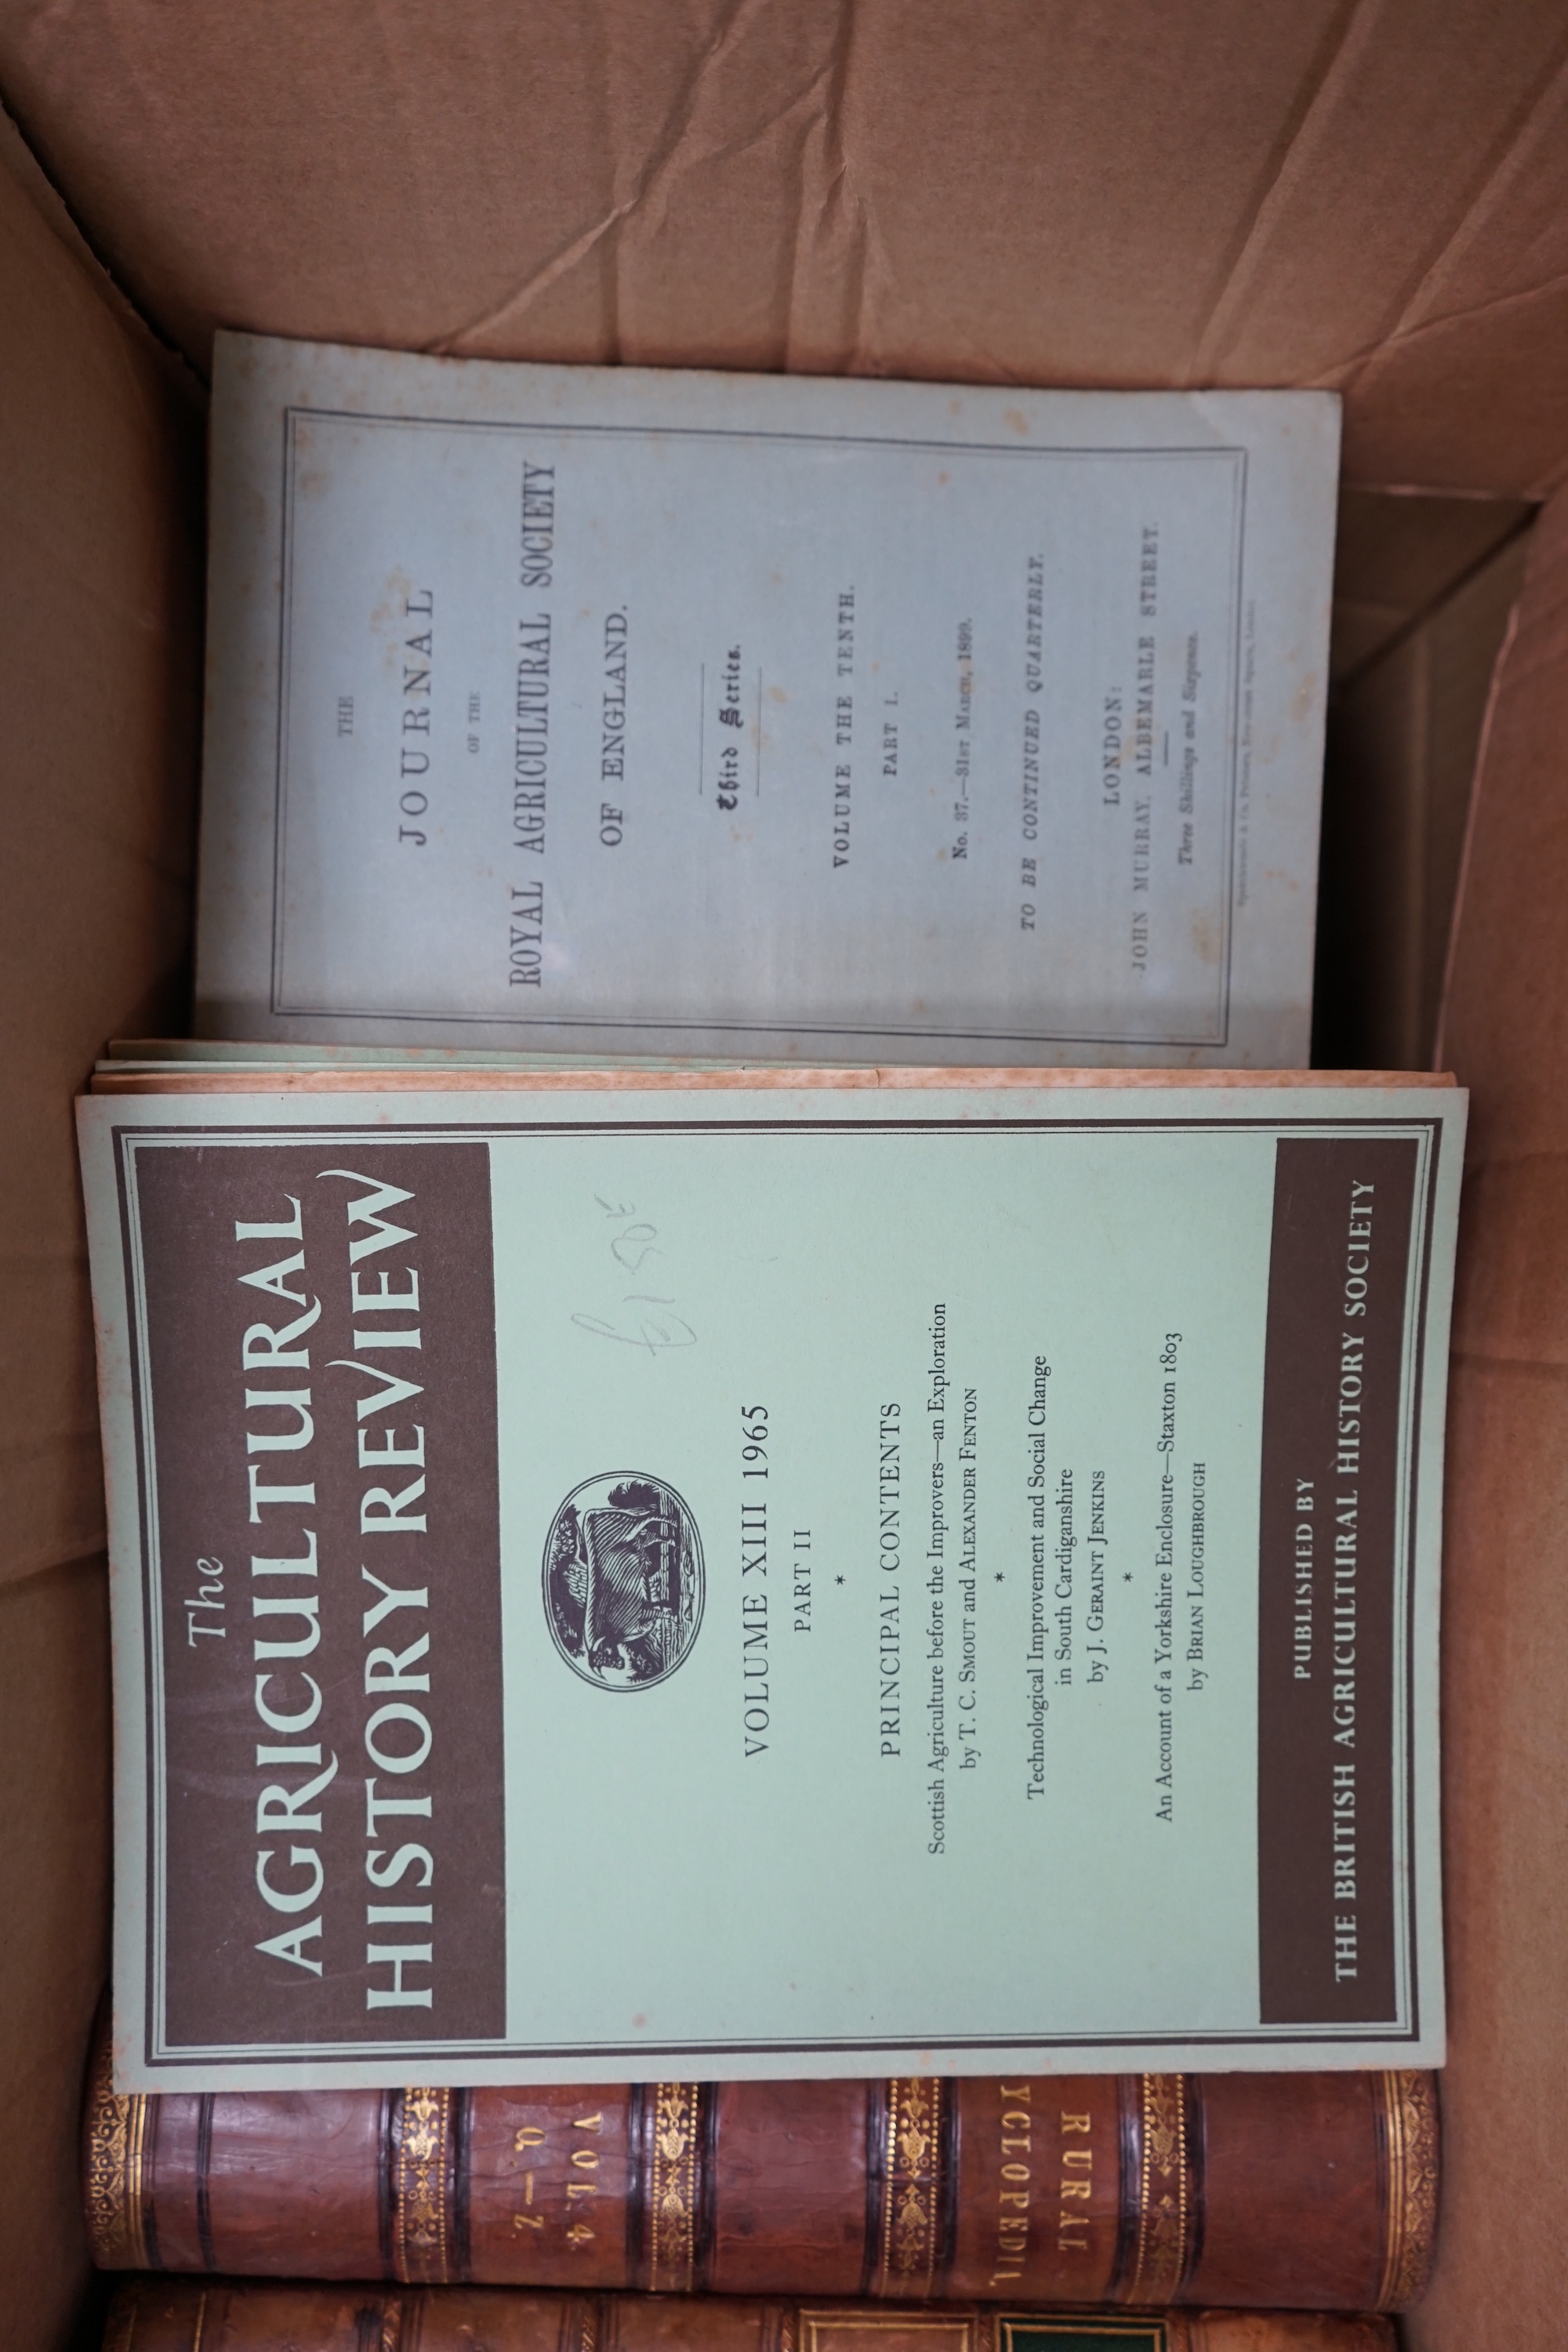 THE
JOURNAL
OF THE
ROYAL AGRICULTURAL SOCIETY
OF ENGLAND.
Third Series.
VOLUME THE TENTH.
PART I.
No. 37.—31ST MARCH, 1899.
TO BE CONTINUED QUARTERLY.
LONDON:
JOHN MURRAY, ALBEMARLE STREET.
Three Shillings and Sixpence.
The
AGRICULTURAL
HISTORY REVIEW
£1.50
VOLUME XIII 1965
PART II
*
PRINCIPAL CONTENTS
Scottish Agriculture before the Improvers—an Exploration
by T. C. SMOUT and ALEXANDER FENTON
*
Technological Improvement and Social Change
in South Cardiganshire
by J. GERAINT JENKINS
*
An Account of a Yorkshire Enclosure—Staxton 1803
by BRIAN LOUGHBROUGH
PUBLISHED BY
THE BRITISH AGRICULTURAL HISTORY SOCIETY
RURAL
YCLOPEDIA.
VOL. 4
Q—Z.